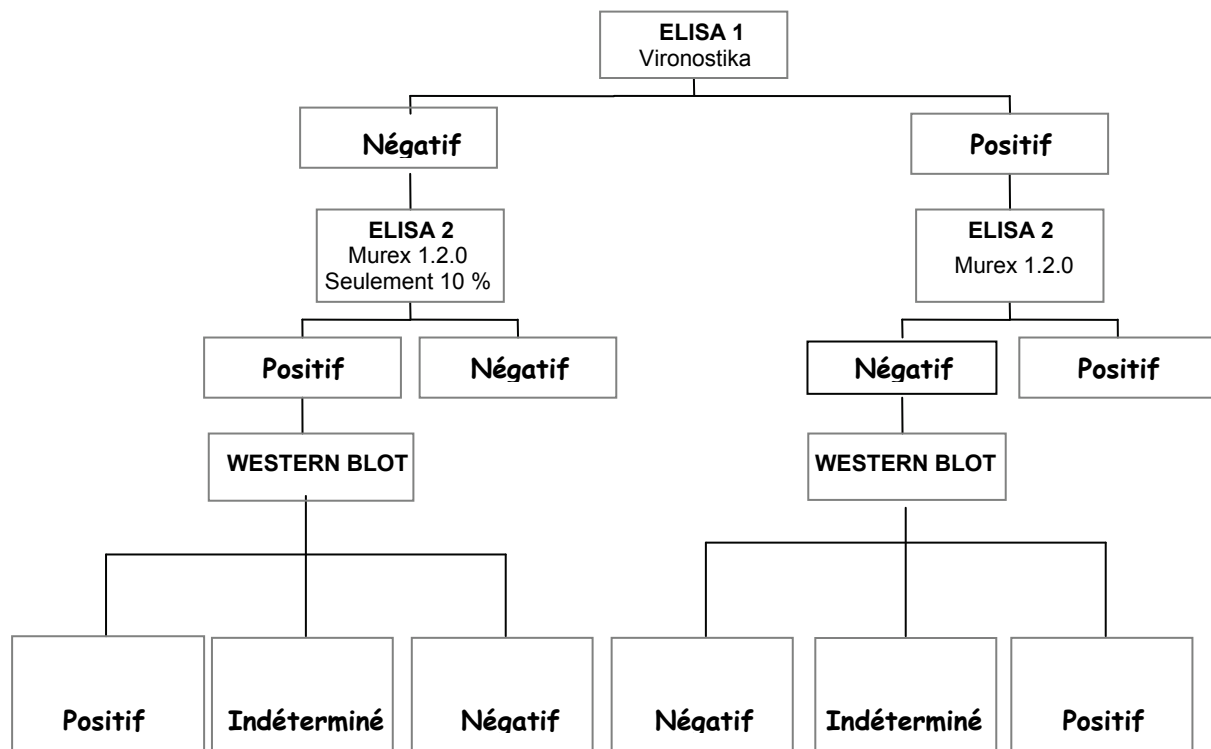 ELISA 1
Vironostika
Négatif
Positif
ELISA 2
Murex 1.2.0
Seulement 10 %
ELISA 2
Murex 1.2.0
Positif
Négatif
Négatif
Positif
WESTERN BLOT
WESTERN BLOT
Positif
Indéterminé
Négatif
Négatif
Indéterminé
Positif